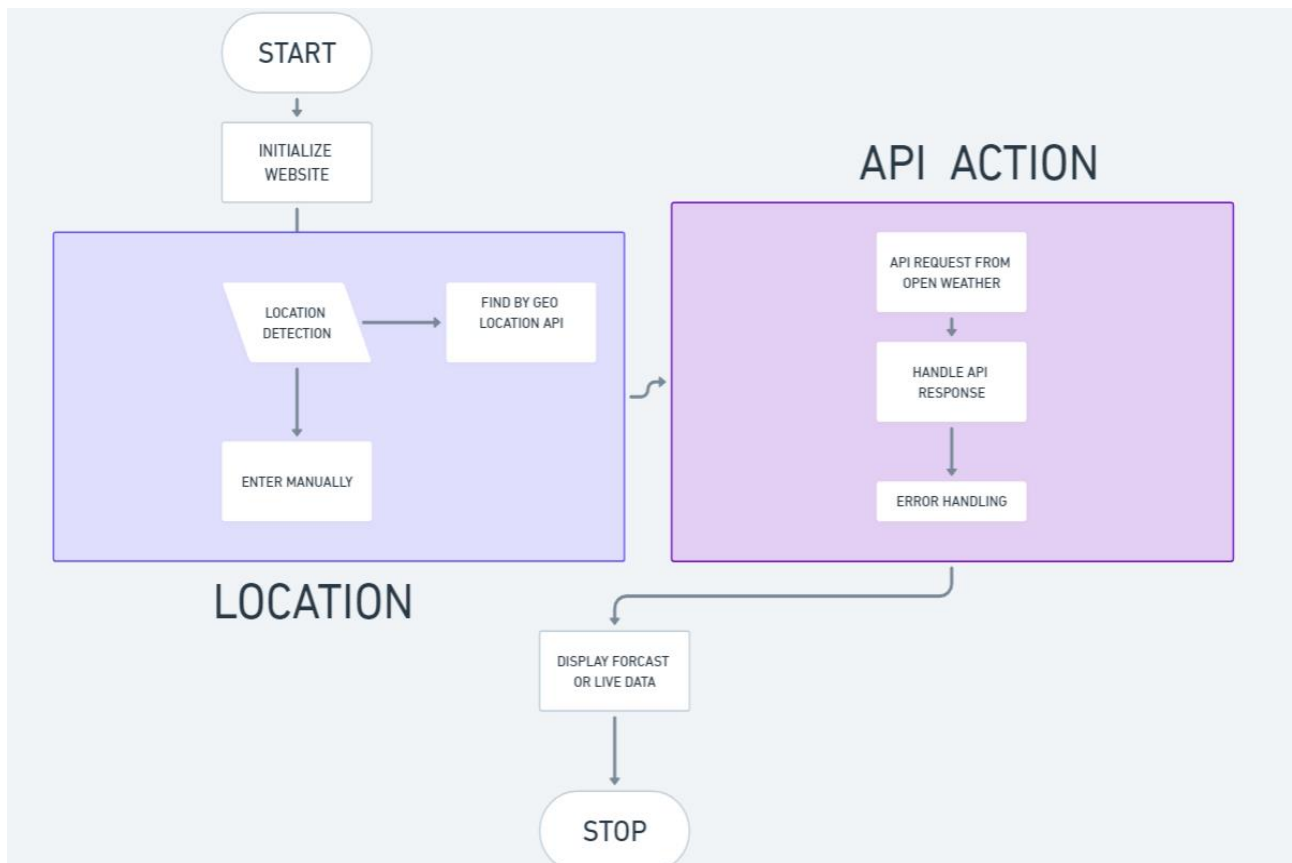 START
INITIALIZE
WEBSITE
API ACTION
API REQUEST FROM
OPEN WEATHER
LOCATION
DETECTION
FIND BY GEO
LOCATION API
HANDLE API
RESPONSE
ENTER MANUALLY
ERROR HANDLING
LOCATION
DISPLAY FORCAST
OR LIVE DATA
STOP